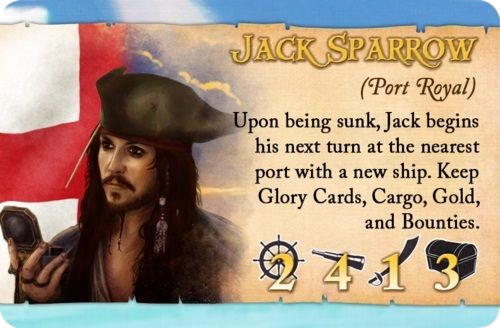 Jack Sparrow
(Port Royal)
Upon being sunk, Jack begins
his next turn at the nearest
port with a new ship. Keep
Glory Cards, Cargo, Gold,
and Bounties.
2 4 1 3